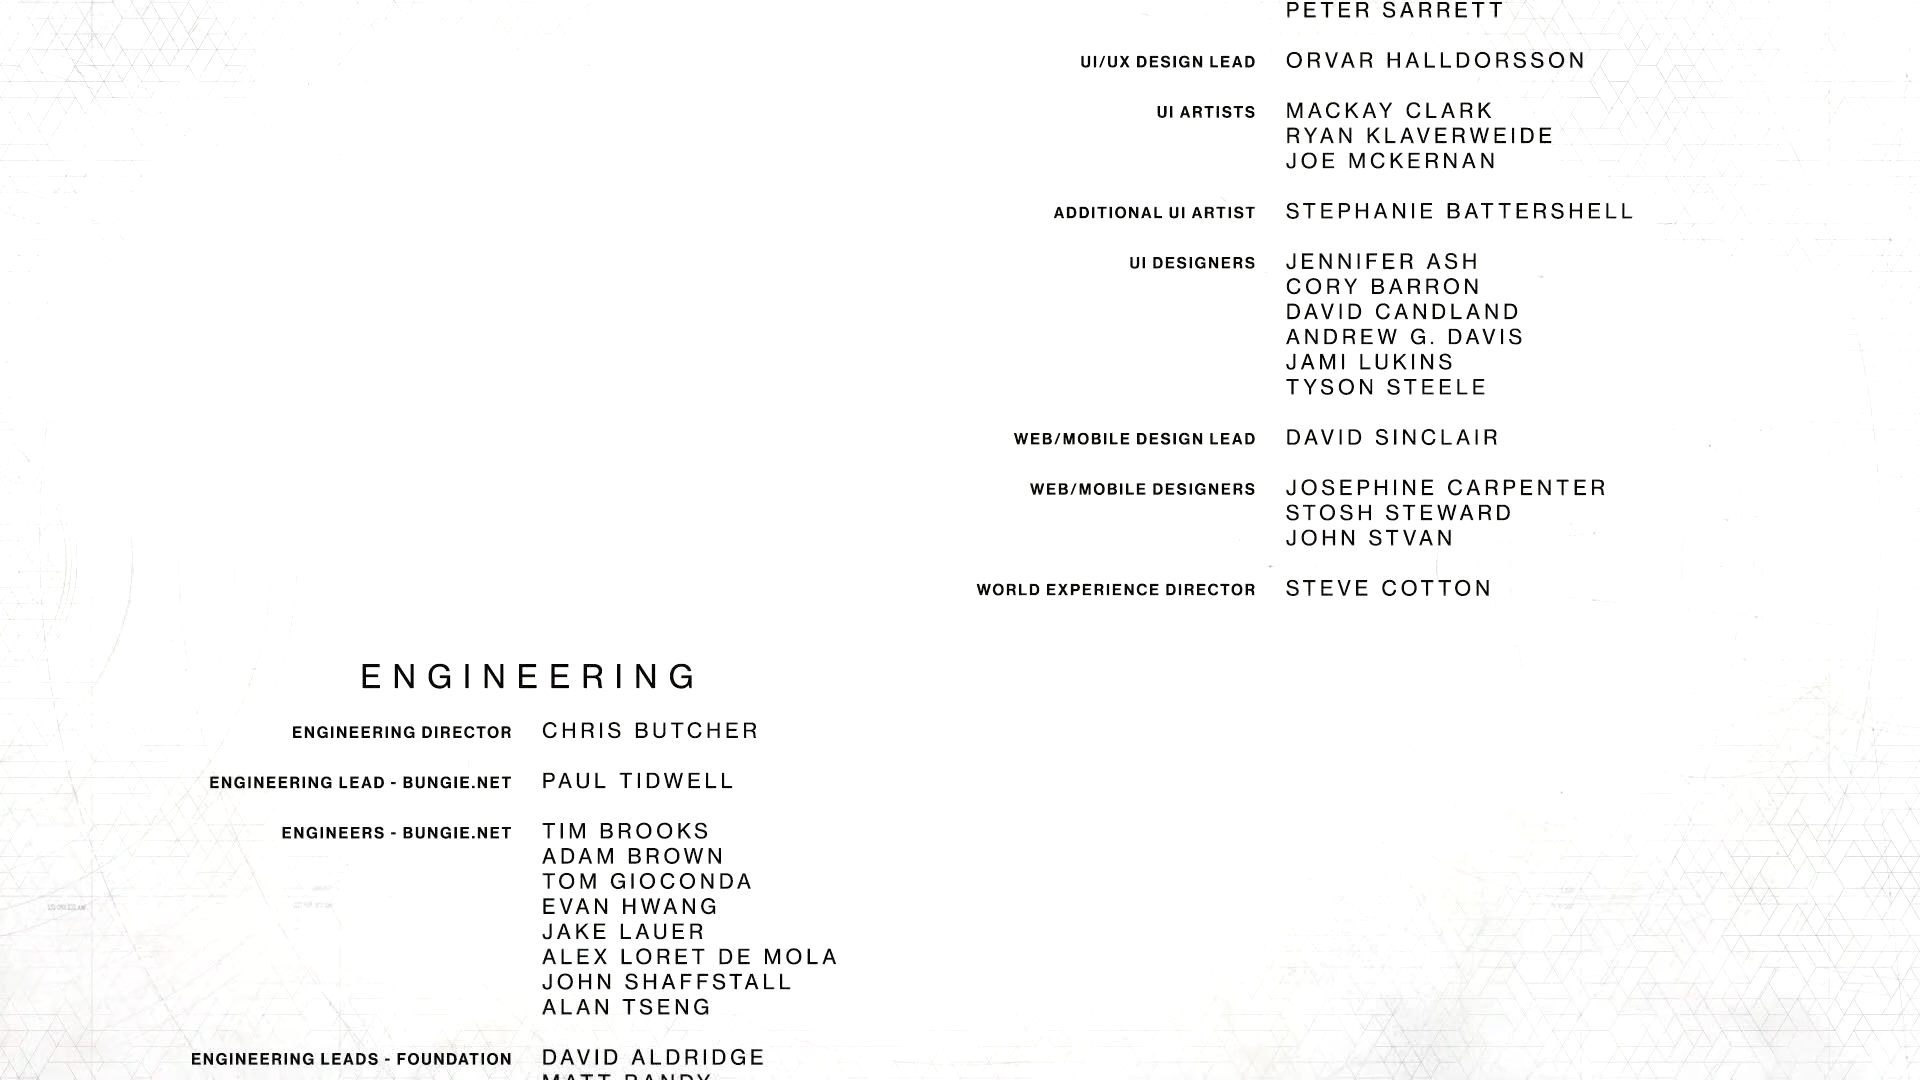 PETER SARRETT
UI/UX DESIGN LEAD ORVAR HALLDORSSON
UI ARTISTS MACKAY CLARK
RYAN KLAVERWEIDE
JOE MCKERNAN
ADDITIONAL UI ARTIST STEPHANIE BATTERSHELL
UI DESIGNERS JENNIFER ASH
CORY BARRON
DAVID CANDLAND
ANDREW G. DAVIS
JAMI LUKINS
TYSON STEELE
WEB/MOBILE DESIGN LEAD DAVID SINCLAIR
WEB/MOBILE DESIGNERS JOSEPHINE CARPENTER
STOSH STEWARD
JOHN STVAN
WORLD EXPERIENCE DIRECTOR STEVE COTTON
ENGINEERING
ENGINEERING DIRECTOR CHRIS BUTCHER
ENGINEERING LEAD - BUNGIE.NET PAUL TIDWELL
ENGINEERS - BUNGIE.NET TIM BROOKS
ADAM BROWN
TOM GIOCONDA
EVAN HWANG
JAKE LAUER
ALEX LORET DE MOLA
JOHN SHAFFSTALL
ALAN TSENG
ENGINEERING LEADS - FOUNDATION DAVID ALDRIDGE